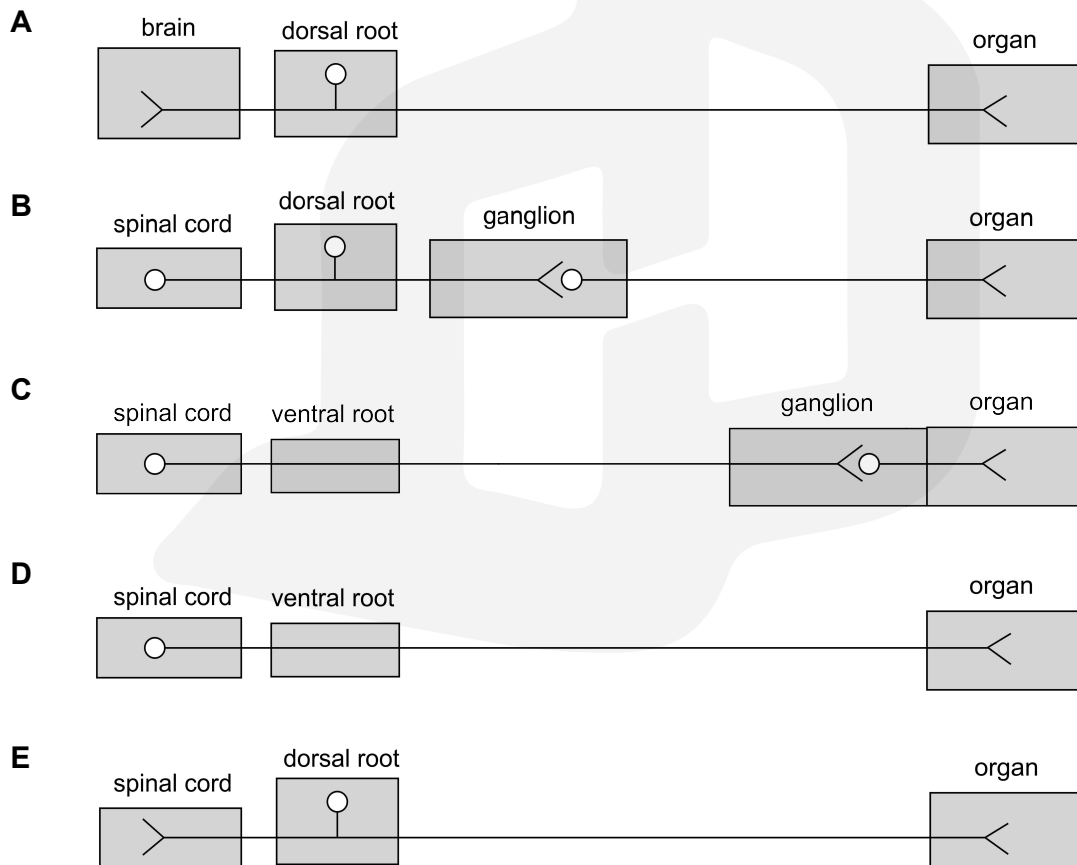 A
brain
dorsal root
organ
B
spinal cord
dorsal root
ganglion
organ
C
spinal cord
ventral root
ganglion
organ
D
spinal cord
ventral root
organ
E
spinal cord
dorsal root
organ